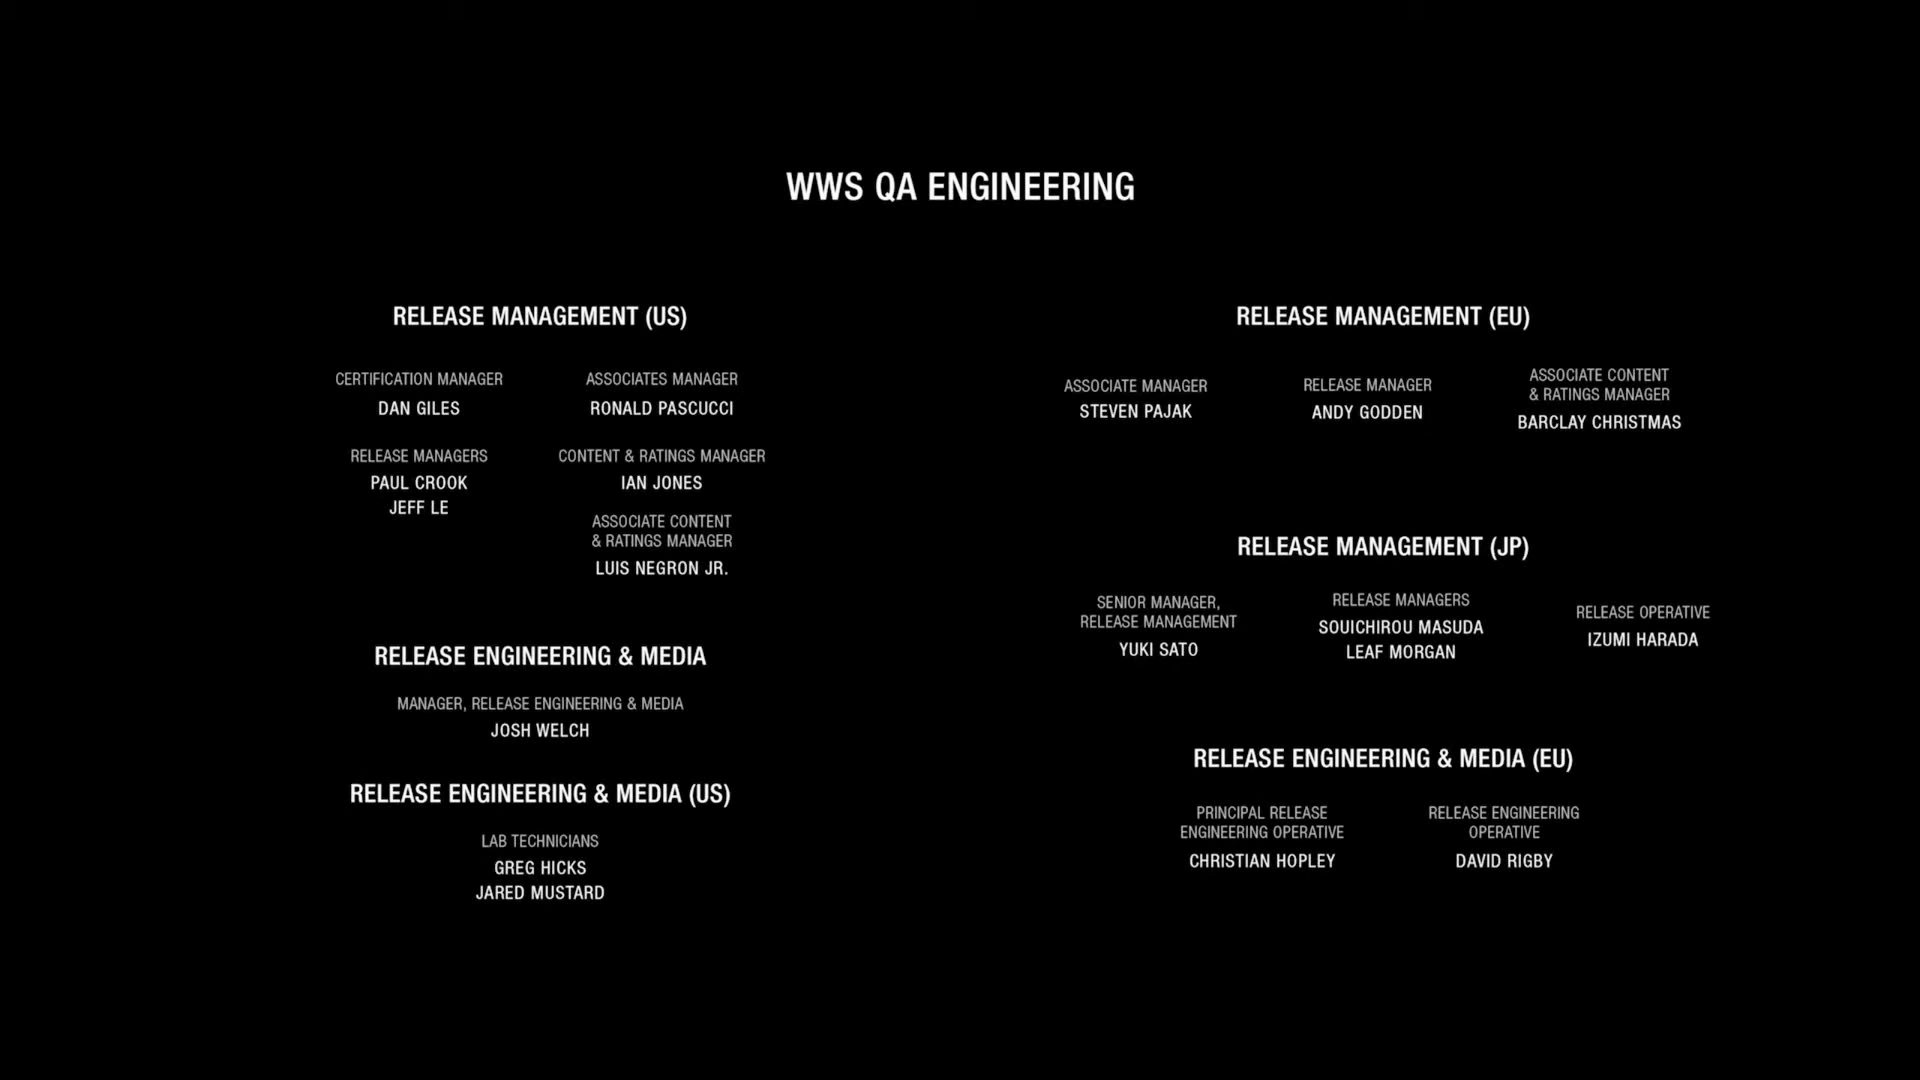 WWS QA ENGINEERING
RELEASE MANAGEMENT (US)
CERTIFICATION MANAGER
DAN GILES
ASSOCIATES MANAGER
RONALD PASCUCCI
RELEASE MANAGERS
PAUL CROOK
JEFF LE
CONTENT & RATINGS MANAGER
IAN JONES
ASSOCIATE CONTENT
& RATINGS MANAGER
LUIS NEGRON JR.
RELEASE ENGINEERING & MEDIA
MANAGER, RELEASE ENGINEERING & MEDIA
JOSH WELCH
RELEASE ENGINEERING & MEDIA (US)
LAB TECHNICIANS
GREG HICKS
JARED MUSTARD
RELEASE MANAGEMENT (EU)
ASSOCIATE MANAGER
STEVEN PAJAK
RELEASE MANAGER
ANDY GODDEN
ASSOCIATE CONTENT
& RATINGS MANAGER
BARCLAY CHRISTMAS
RELEASE MANAGEMENT (JP)
SENIOR MANAGER,
RELEASE MANAGEMENT
YUKI SATO
RELEASE MANAGERS
SOUICHIROU MASUDA
LEAF MORGAN
RELEASE OPERATIVE
IZUMI HARADA
RELEASE ENGINEERING & MEDIA (EU)
PRINCIPAL RELEASE
ENGINEERING OPERATIVE
CHRISTIAN HOPLEY
RELEASE ENGINEERING
OPERATIVE
DAVID RIGBY